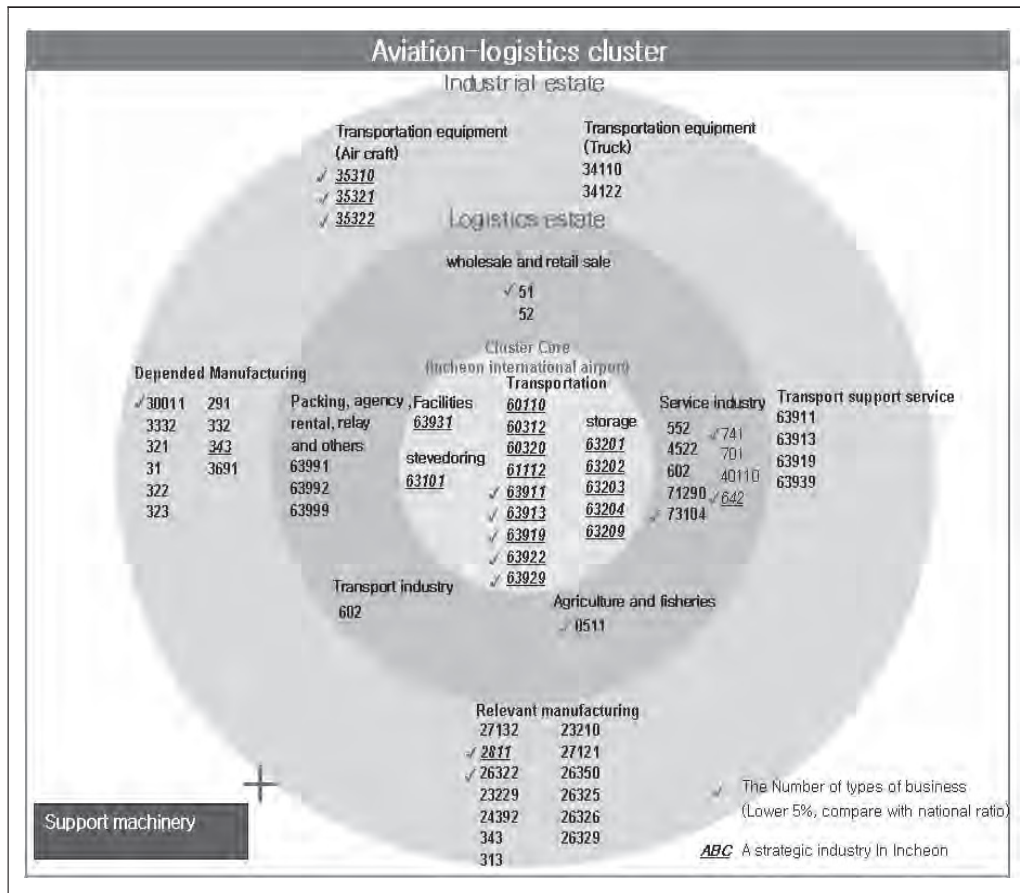 Aviation-logistics cluster
Industrial estate
Transportation equipment
(Air craft)
✓ 35310
✓ 35321
✓ 35322
Transportation equipment
(Truck)
34110
34122
Logistics estate
wholesale and retail sale
✓ 51
52
Cluster Core
(Incheon international airport)
Depended Manufacturing
✓ 30011 291
3332 332
321 343
31 3691
322
323
Packing, agency,
rental, relay
and others
63991
63992
63999
Facilities
63931
stevedoring
63101
Transportation
60110
60312
60320
61112
✓ 63911
✓ 63913
✓ 63919
✓ 63922
✓ 63929
storage
63201
63202
63203
63204
63209
Service industry
552 ✓ 741
4522 701
602 40110
71290 ✓ 642
✓ 73104
Transport support service
63911
63913
63919
63939
Transport industry
602
Agriculture and fisheries
✓ 0511
Relevant manufacturing
27132 23210
✓ 2811 27121
✓ 26322 26350
23229 26325
24392 26326
343 26329
313
Support machinery
✓ The Number of types of business
(Lower 5%, compare with national ratio)
ABC A strategic industry In Incheon